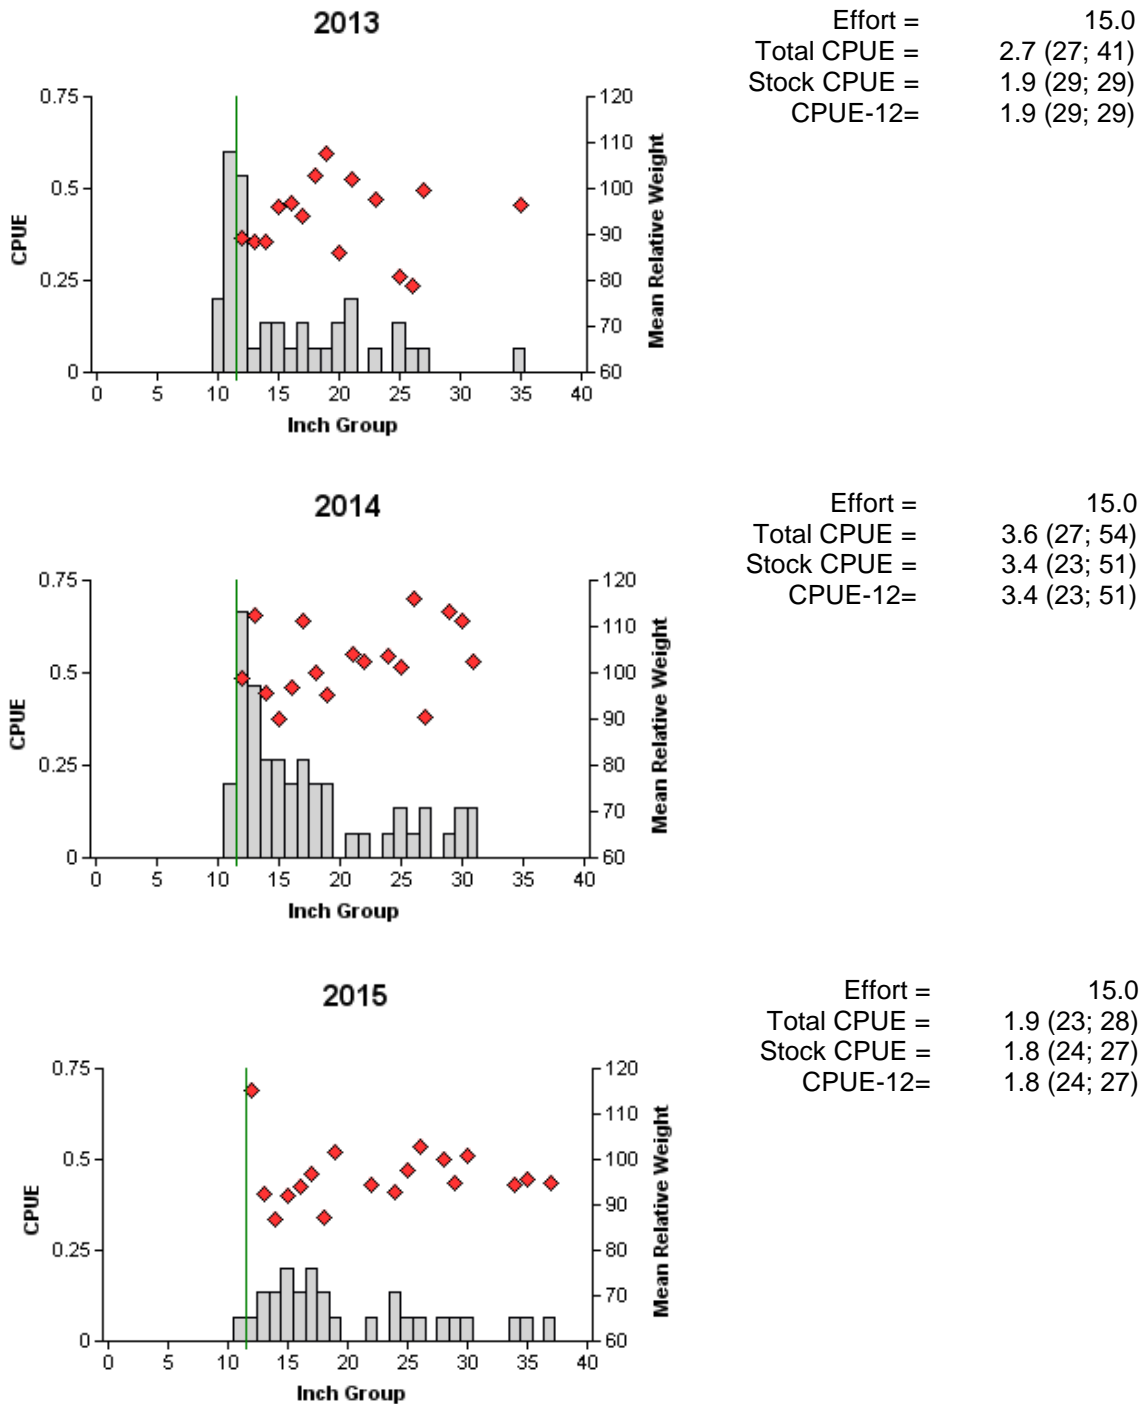 2013
Effort = 15.0
Total CPUE = 2.7 (27; 41)
Stock CPUE = 1.9 (29; 29)
CPUE-12= 1.9 (29; 29)
0.75 120
110
0.5 100
90
0.25 80
70
0 60
CPUE
Mean Relative Weight
0 5 10 15 20 25 30 35 40
Inch Group
2014
Effort = 15.0
Total CPUE = 3.6 (27; 54)
Stock CPUE = 3.4 (23; 51)
CPUE-12= 3.4 (23; 51)
0.75 120
110
0.5 100
90
0.25 80
70
0 60
CPUE
Mean Relative Weight
0 5 10 15 20 25 30 35 40
Inch Group
2015
Effort = 15.0
Total CPUE = 1.9 (23; 28)
Stock CPUE = 1.8 (24; 27)
CPUE-12= 1.8 (24; 27)
0.75 120
110
0.5 100
90
0.25 80
70
0 60
CPUE
Mean Relative Weight
0 5 10 15 20 25 30 35 40
Inch Group